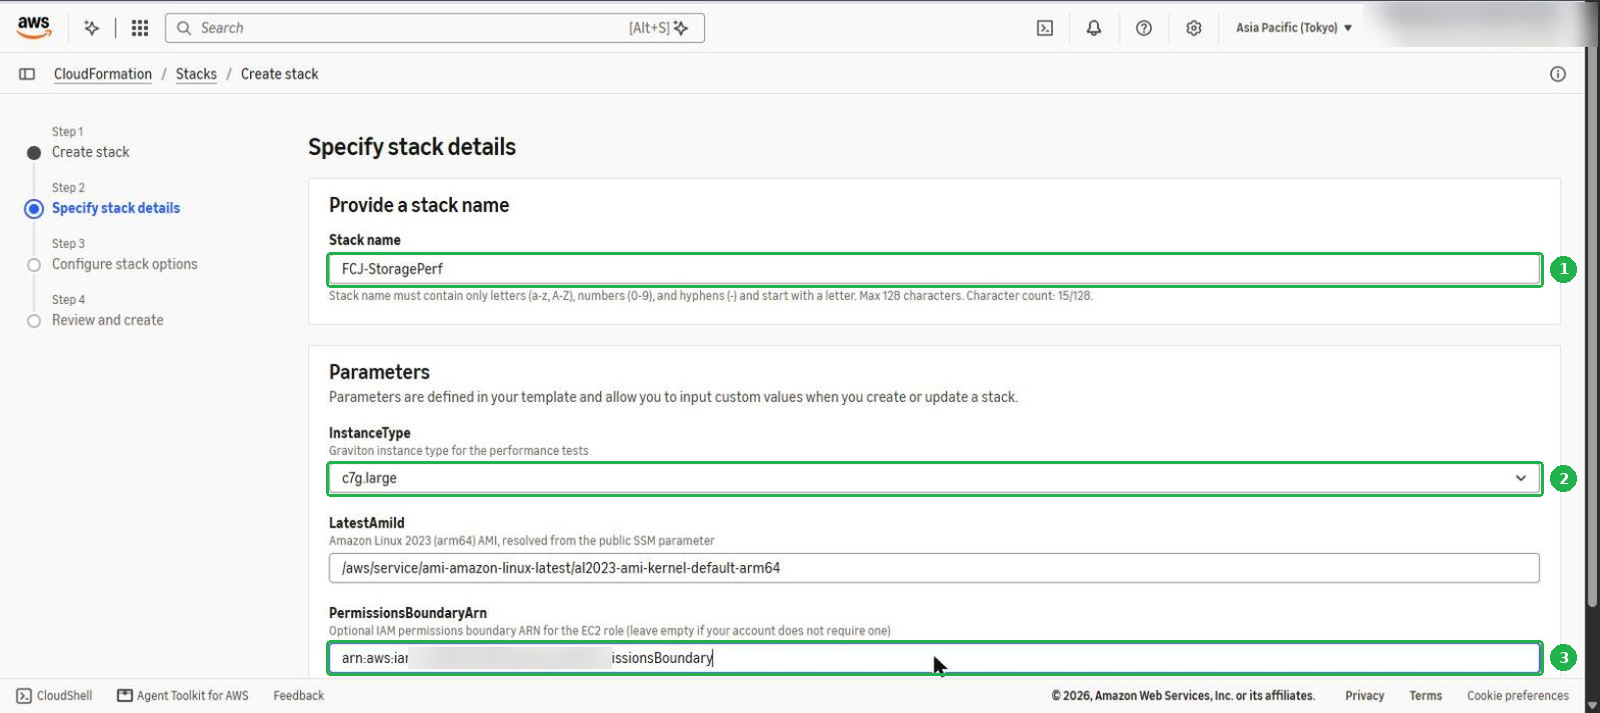 aws
Search
[Alt+S]
Asia Pacific (Tokyo)
CloudFormation / Stacks / Create stack
Step 1
Create stack
Step 2
Specify stack details
Step 3
Configure stack options
Step 4
Review and create
Specify stack details
Provide a stack name
Stack name
FCJ-StoragePerf
1
Stack name must contain only letters (a-z, A-Z), numbers (0-9), and hyphens (-) and start with a letter. Max 128 characters. Character count: 15/128.
Parameters
Parameters are defined in your template and allow you to input custom values when you create or update a stack.
InstanceType
Graviton instance type for the performance tests
c7g.large
2
LatestAmiId
Amazon Linux 2023 (arm64) AMI, resolved from the public SSM parameter
/aws/service/ami-amazon-linux-latest/al2023-ami-kernel-default-arm64
PermissionsBoundaryArn
Optional IAM permissions boundary ARN for the EC2 role (leave empty if your account does not require one)
arn:aws:iam issionsBoundary
3
CloudShell
Agent Toolkit for AWS
Feedback
© 2026, Amazon Web Services, Inc. or its affiliates.
Privacy
Terms
Cookie preferences